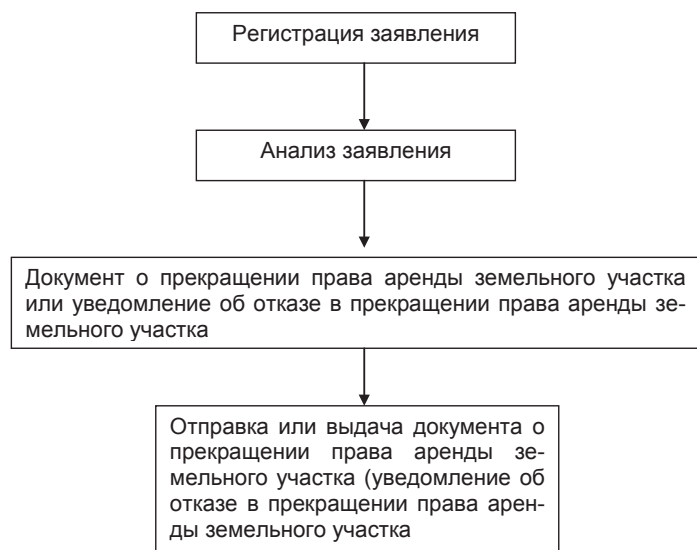 Регистрация заявления
Анализ заявления
Документ о прекращении права аренды земельного участка
или уведомление об отказе в прекращении права аренды зе-
мельного участка
Отправка или выдача документа о
прекращении права аренды зе-
мельного участка (уведомление об
отказе в прекращении права арен-
ды земельного участка